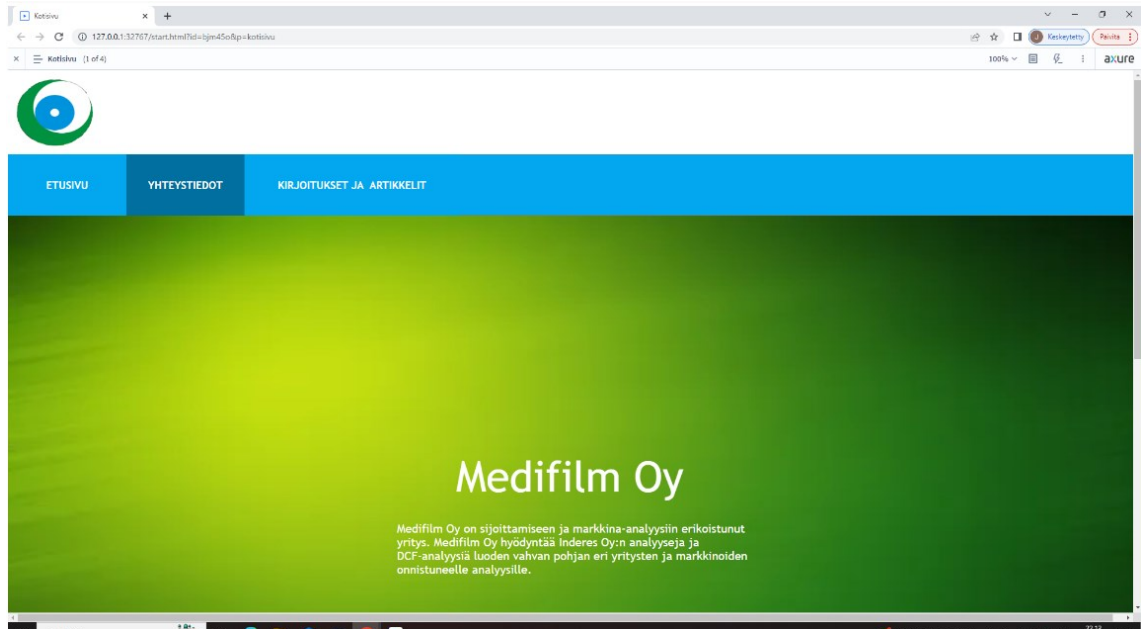 Kotisivu
127.0.0.1:32767/start.html?id=bjm45o&p=kotisivu
Keskeytetty
Päivitä
Kotisivu (1 of 4)
100%
axure
ETUSIVU
YHTEYSTIEDOT
KIRJOITUKSET JA ARTIKKELIT
Medifilm Oy
Medifilm Oy on sijoittamiseen ja markkina-analyysiin erikoistunut
yritys. Medifilm Oy hyödyntää Inderes Oy:n analyyseja ja
DCF-analyysiä luoden vahvan pohjan eri yritysten ja markkinoiden
onnistuneelle analyysille.